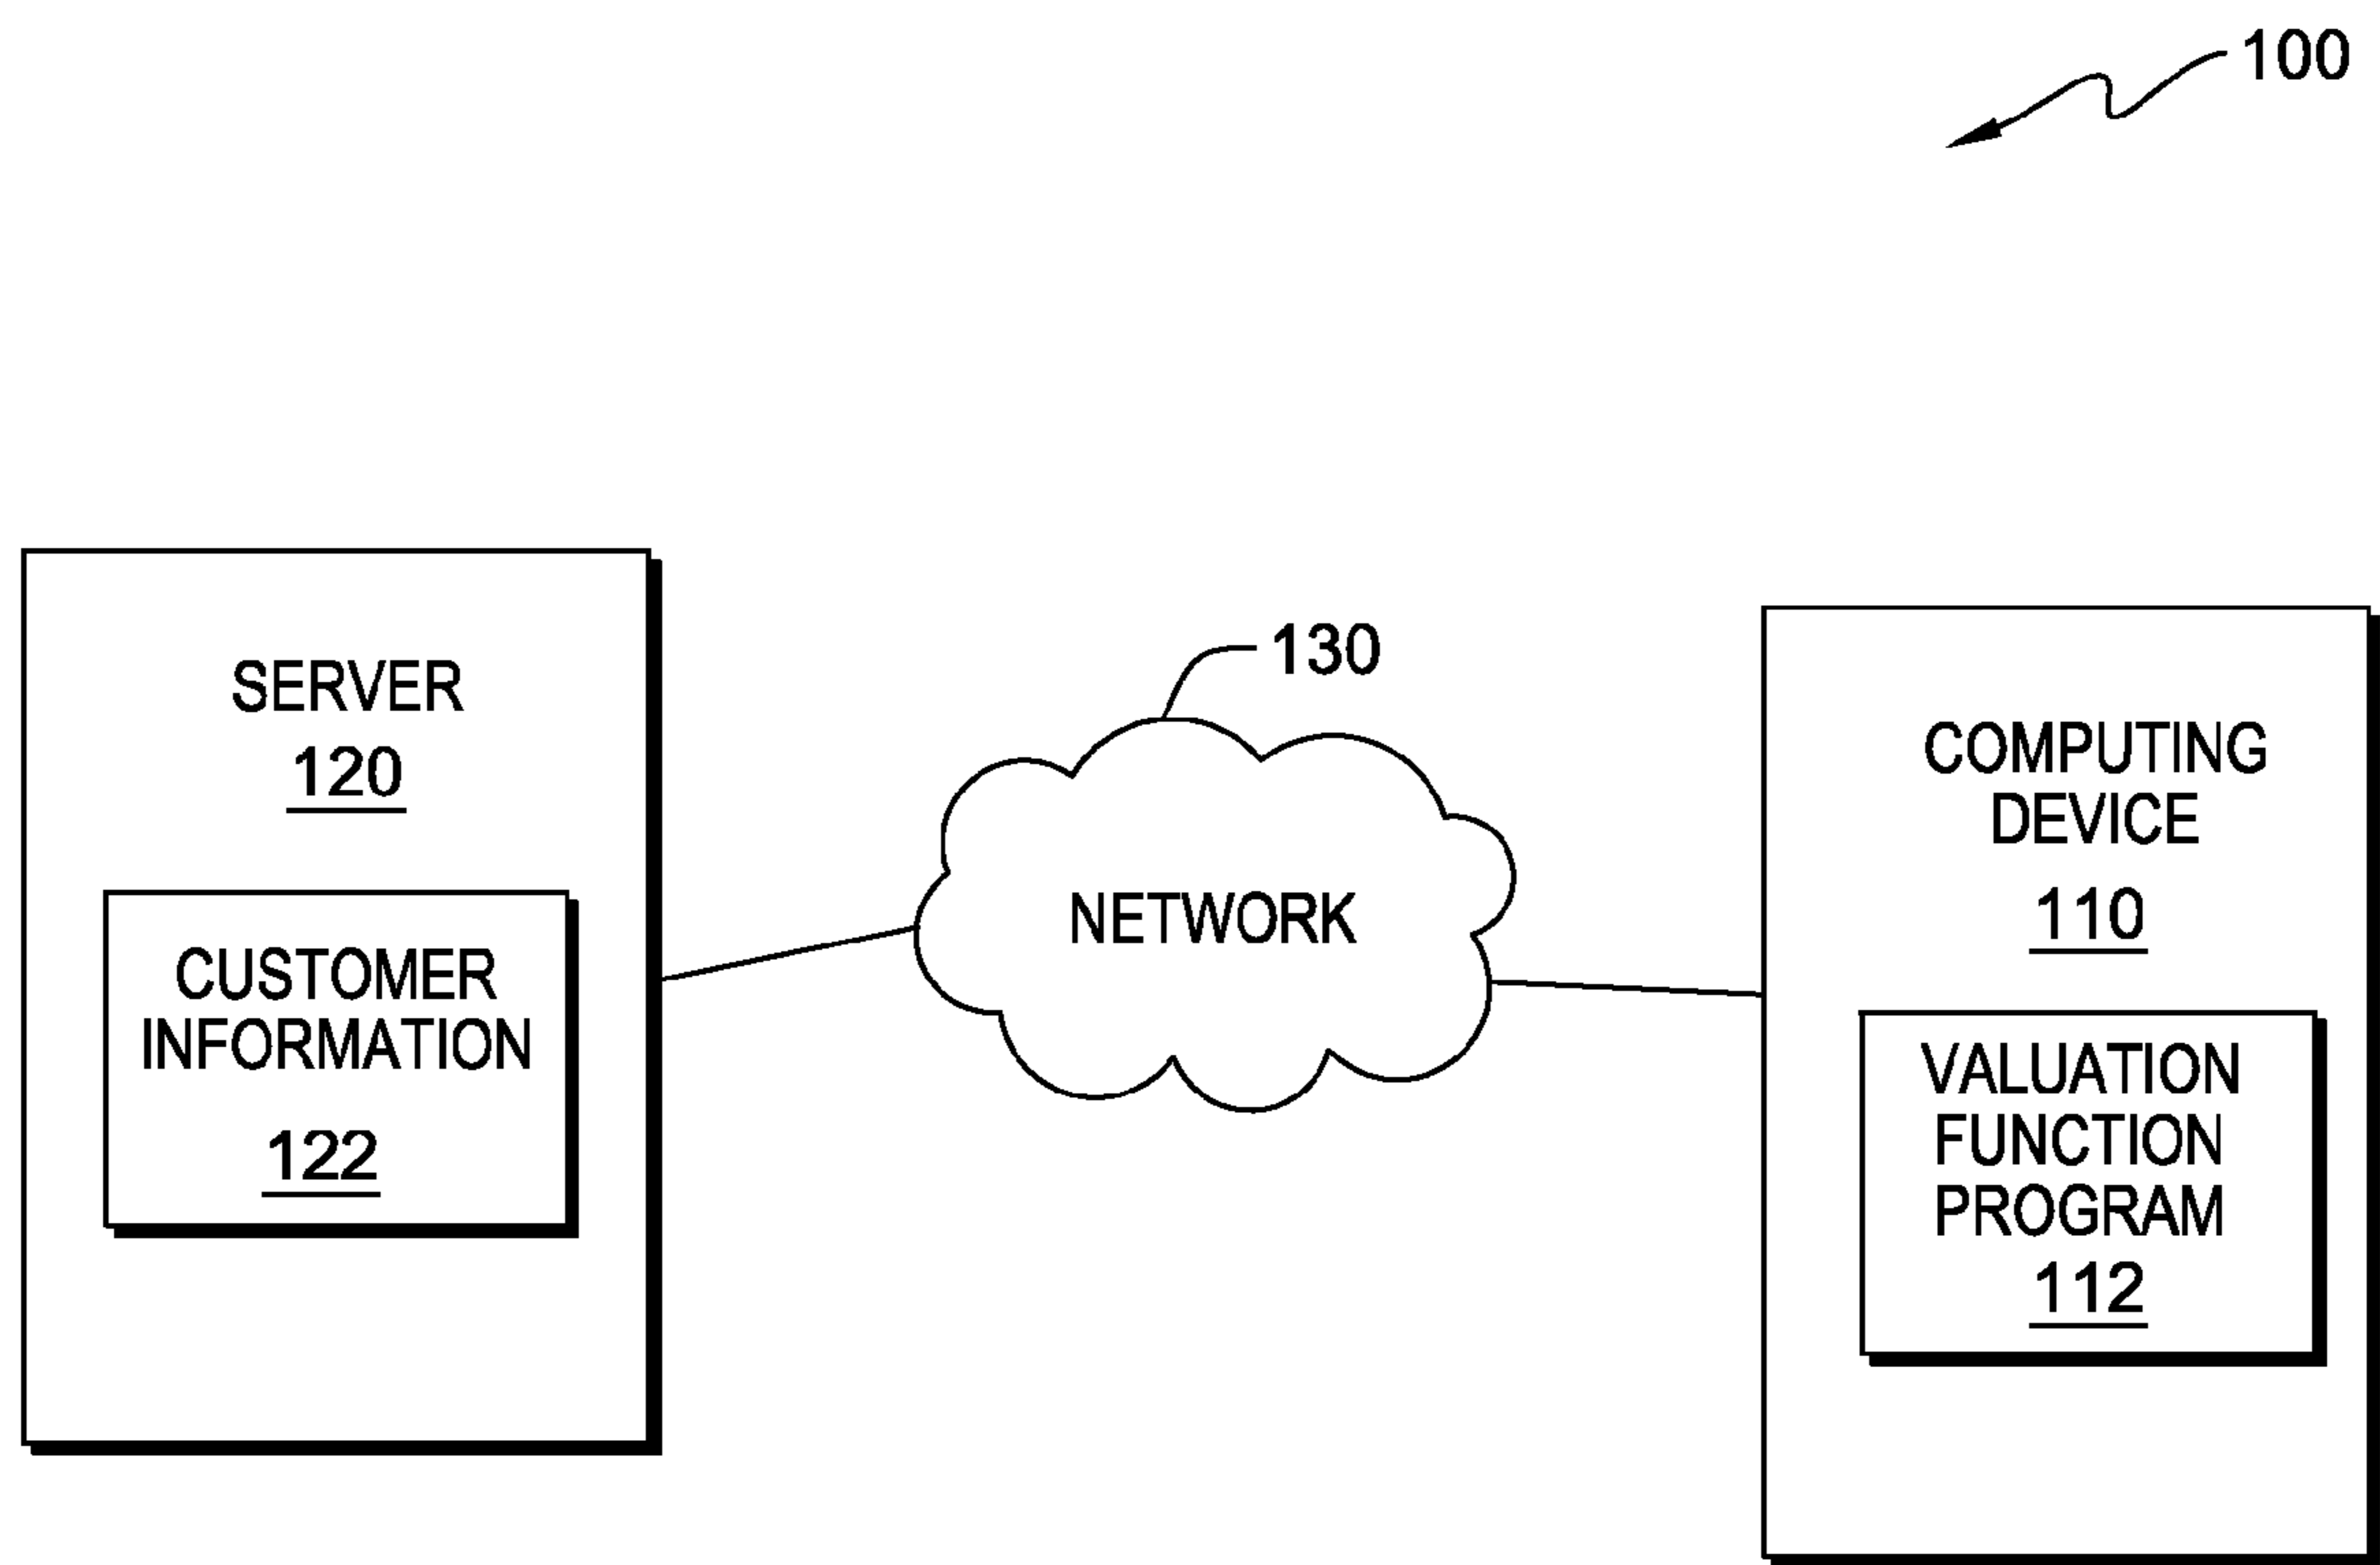 100
SERVER
120
CUSTOMER
INFORMATION
122
130
NETWORK
COMPUTING
DEVICE
110
VALUATION
FUNCTION
PROGRAM
112